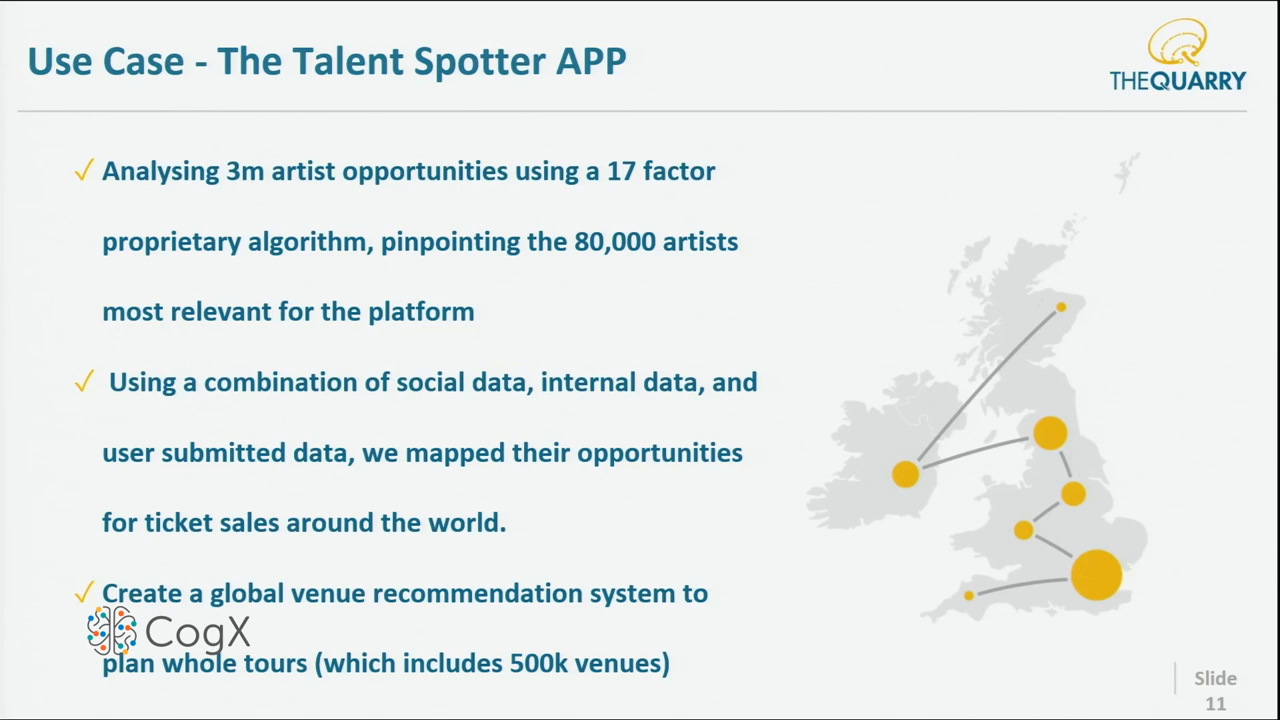 Use Case - The Talent Spotter APP
THEQUARRY
✓ Analysing 3m artist opportunities using a 17 factor
proprietary algorithm, pinpointing the 80,000 artists
most relevant for the platform
✓ Using a combination of social data, internal data, and
user submitted data, we mapped their opportunities
for ticket sales around the world.
✓ Create a global venue recommendation system to
CogX
plan whole tours (which includes 500k venues)
Slide
11